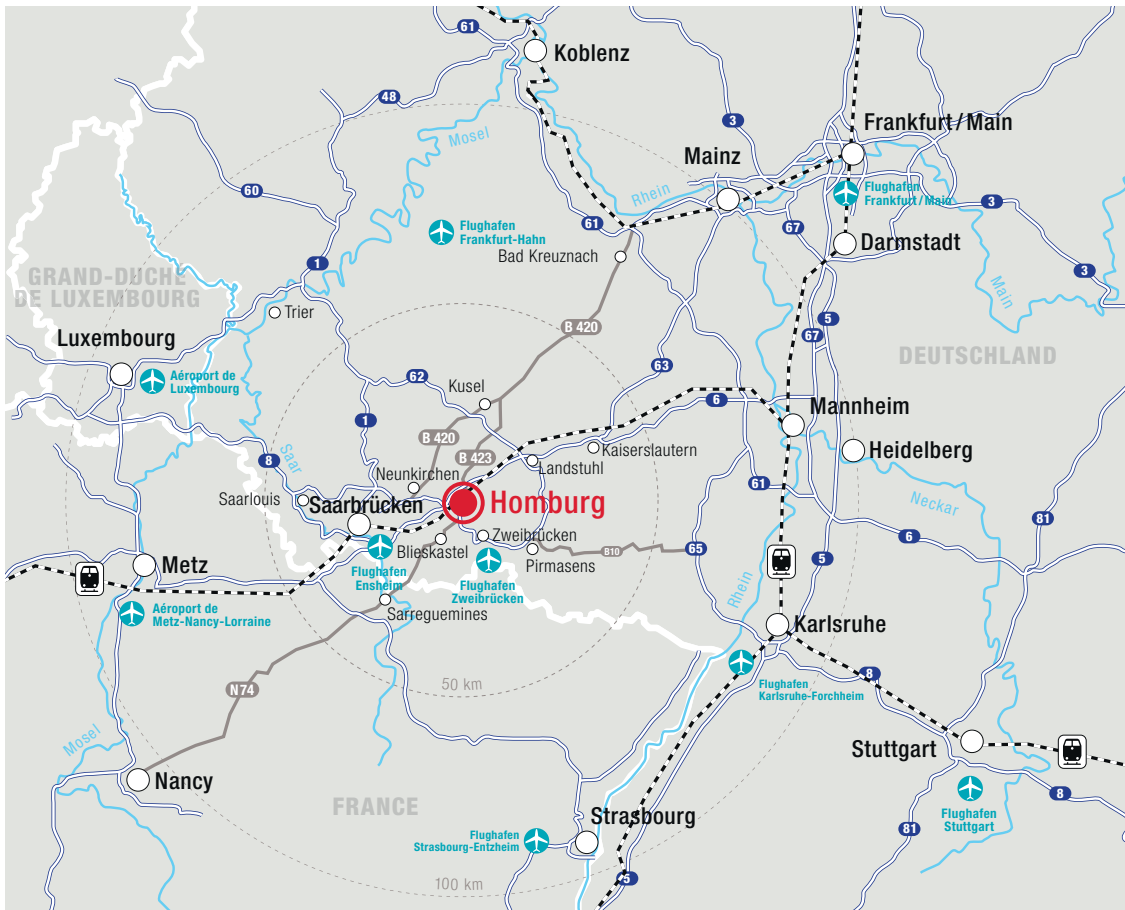 61
Koblenz
48
Mosel
3
Frankfurt/Main
Mainz
Rhein
60
Flughafen
Frankfurt/Main
3
61
67
Flughafen
Frankfurt-Hahn
Bad Kreuznach
Darmstadt
GRAND-DUCHE
DE LUXEMBOURG
1
3
Main
Trier
B 420
5
67
Luxembourg
DEUTSCHLAND
63
Aéroport de
Luxembourg
62
Kusel
6
Mannheim
1
B 420
Heidelberg
Kaiserslautern
B 423
8
Saar
Landstuhl
Neunkirchen
61
Saarlouis
Saarbrücken
Homburg
Neckar
81
Zweibrücken
6
Blieskastel
B10
65
Pirmasens
5
Metz
Flughafen
Ensheim
Flughafen
Zweibrücken
Rhein
Aéroport de
Metz-Nancy-Lorraine
Sarreguemines
Karlsruhe
8
Flughafen
Karlsruhe-Forchheim
50 km
N74
Mosel
Stuttgart
Nancy
8
FRANCE
Strasbourg
Flughafen
Stuttgart
81
Flughafen
Strasbourg-Entzheim
5
100 km